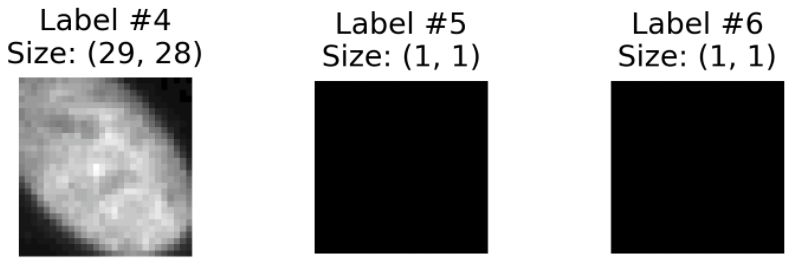 Label #4
Size: (29, 28)
Label #5
Size: (1, 1)
Label #6
Size: (1, 1)